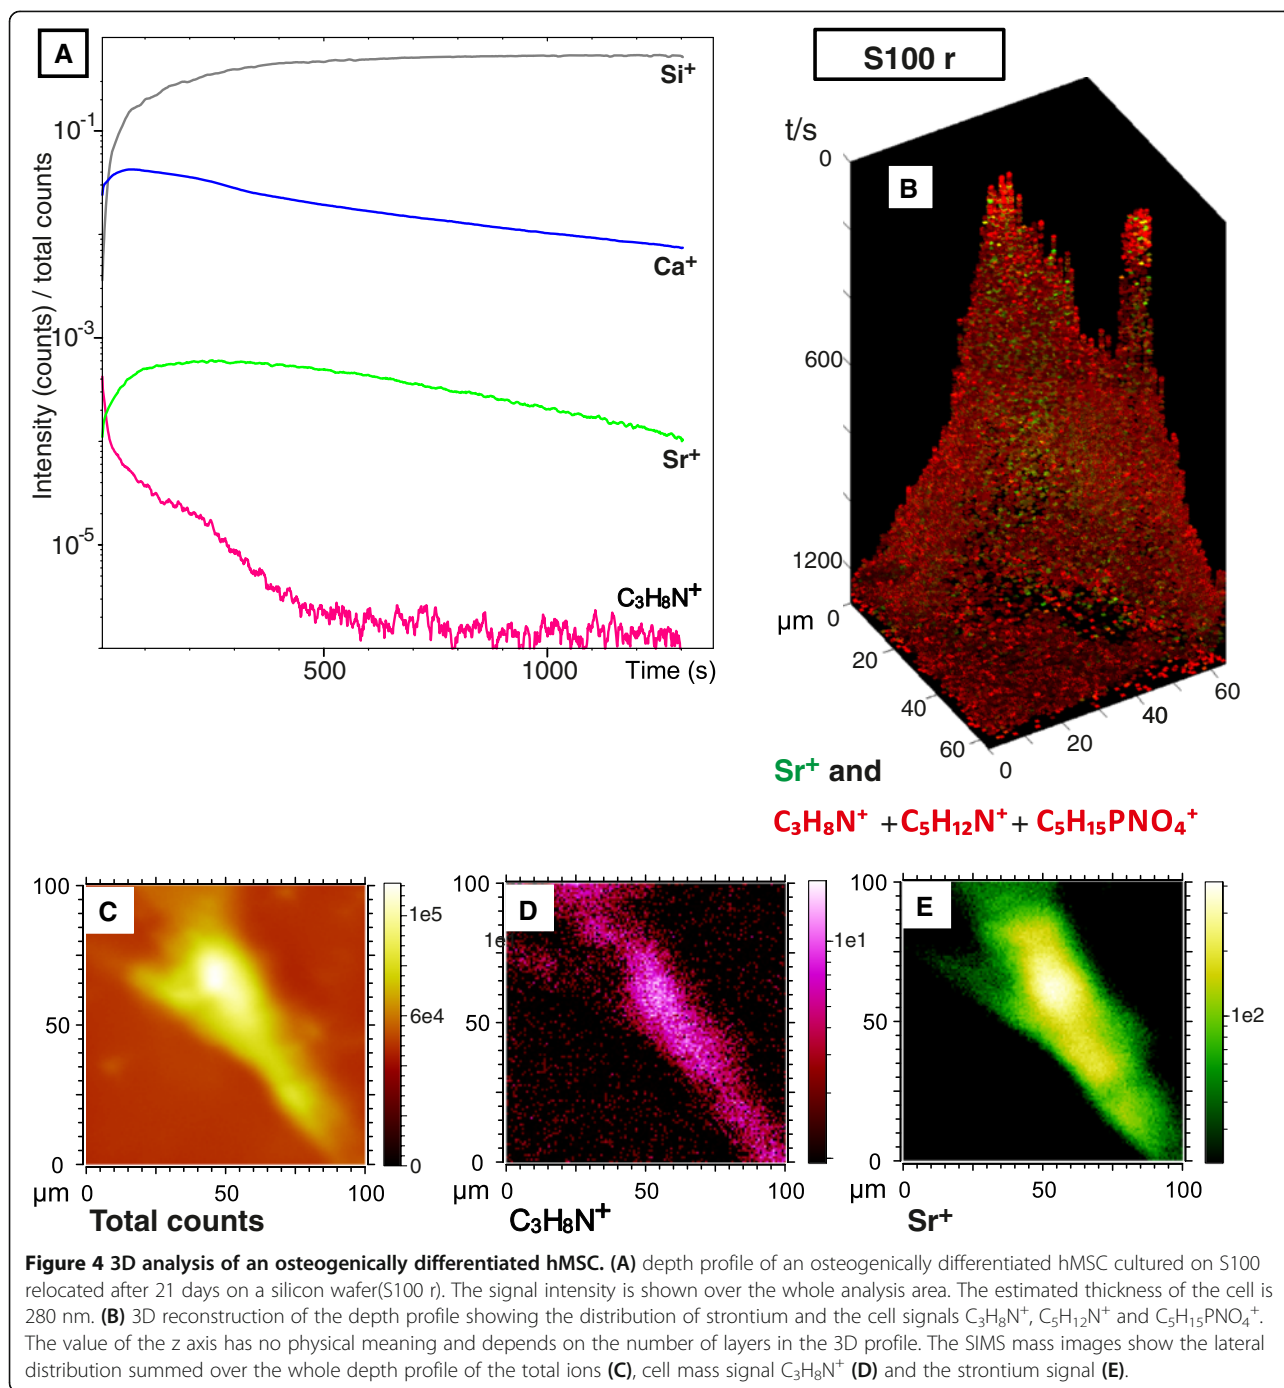 A
Si⁺
10⁻¹
Ca⁺
10⁻³
Sr⁺
10⁻⁵
C₃H₈N⁺
Intensity (counts) / total counts
500
1000
Time (s)
S100 r
t/s
0
B
600
1200
µm
0
20
40
60
0
20
40
60
Sr⁺ and
C₃H₈N⁺ + C₅H₁₂N⁺ + C₅H₁₅PNO₄⁺
100
C
1e5
50
6e4
0
0
µm
0
50
100
Total counts
100
D
1e1
50
0
µm
0
50
100
C₃H₈N⁺
100
E
50
1e2
0
µm
0
50
100
Sr⁺
Figure 4 3D analysis of an osteogenically differentiated hMSC. (A) depth profile of an osteogenically differentiated hMSC cultured on S100
relocated after 21 days on a silicon wafer(S100 r). The signal intensity is shown over the whole analysis area. The estimated thickness of the cell is
280 nm. (B) 3D reconstruction of the depth profile showing the distribution of strontium and the cell signals C₃H₈N⁺, C₅H₁₂N⁺ and C₅H₁₅PNO₄⁺.
The value of the z axis has no physical meaning and depends on the number of layers in the 3D profile. The SIMS mass images show the lateral
distribution summed over the whole depth profile of the total ions (C), cell mass signal C₃H₈N⁺ (D) and the strontium signal (E).